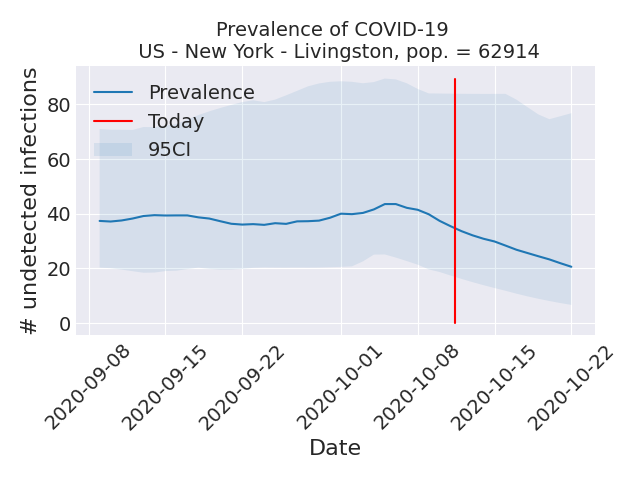 Prevalence of COVID-19
US - New York - Livingston, pop. = 62914
# undetected infections
80
60
40
20
0
Prevalence
Today
95CI
2020-09-08
2020-09-15
2020-09-22
2020-10-01
2020-10-08
2020-10-15
2020-10-22
Date